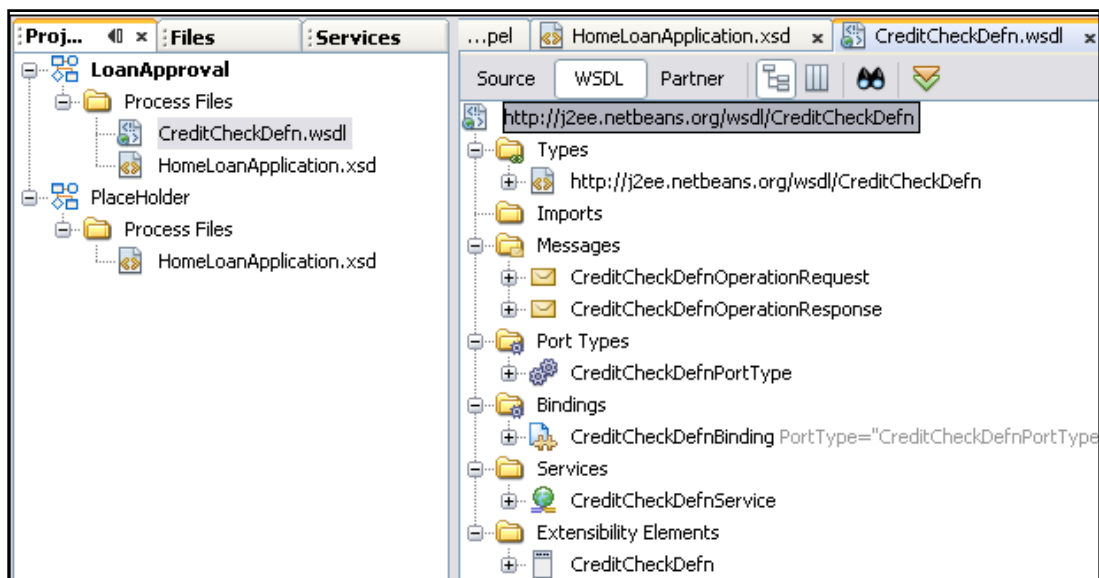 Proj... Files Services
LoanApproval
Process Files
CreditCheckDefn.wsdl
HomeLoanApplication.xsd
PlaceHolder
Process Files
HomeLoanApplication.xsd
...pel HomeLoanApplication.xsd x CreditCheckDefn.wsdl x
Source WSDL Partner
http://j2ee.netbeans.org/wsdl/CreditCheckDefn
Types
http://j2ee.netbeans.org/wsdl/CreditCheckDefn
Imports
Messages
CreditCheckDefnOperationRequest
CreditCheckDefnOperationResponse
Port Types
CreditCheckDefnPortType
Bindings
CreditCheckDefnBinding PortType="CreditCheckDefnPortType
Services
CreditCheckDefnService
Extensibility Elements
CreditCheckDefn